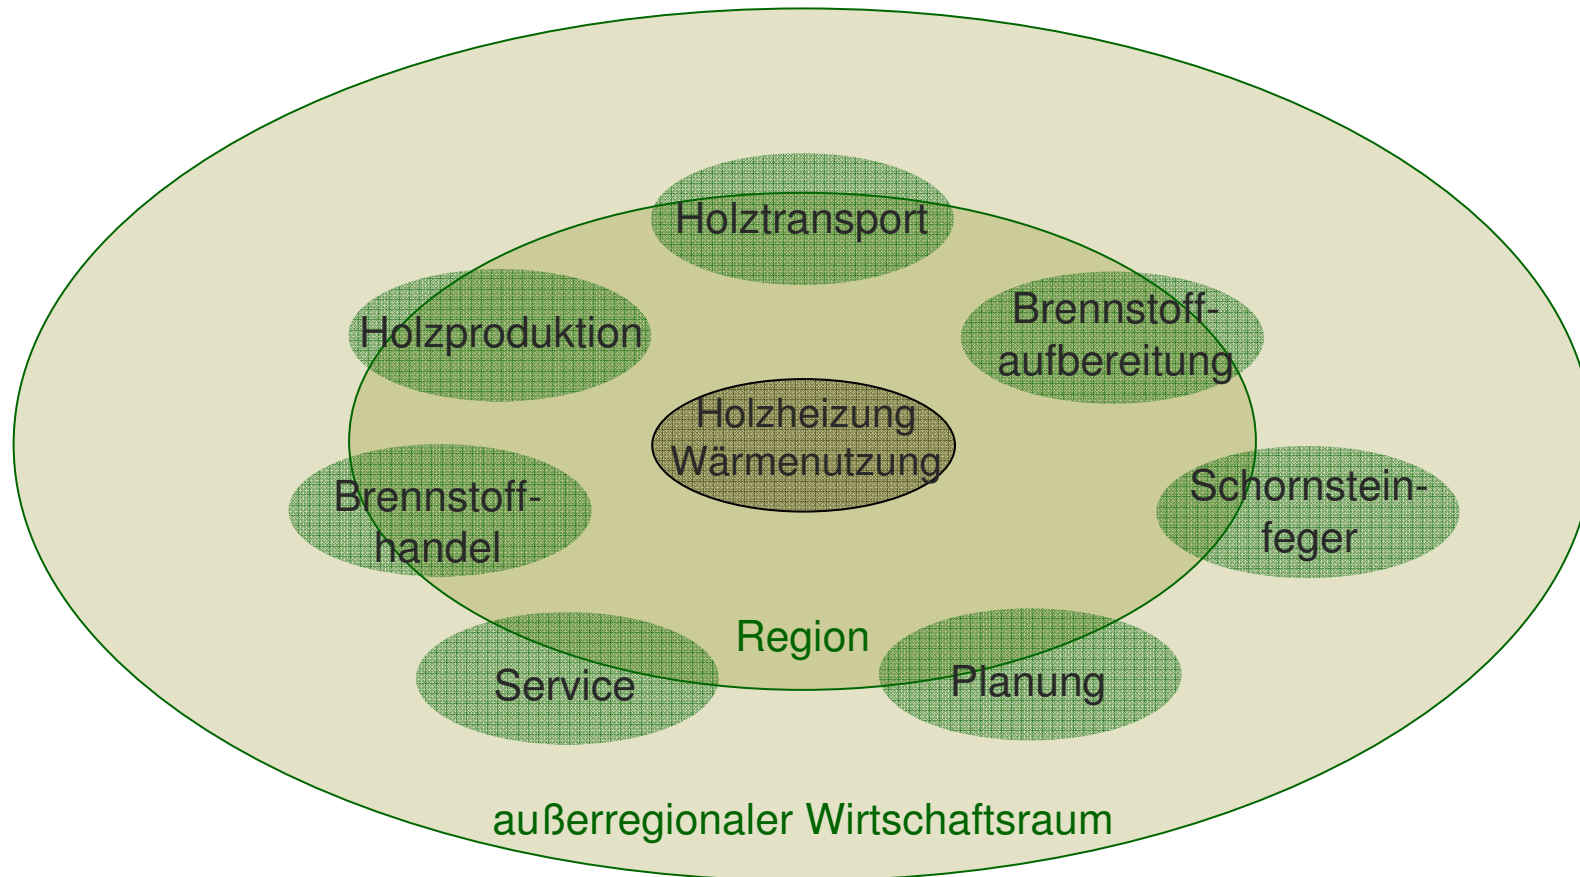 Holztransport
Holzproduktion
Brennstoff-
aufbereitung
Holzheizung
Wärmenutzung
Brennstoff-
handel
Schornstein-
feger
Region
Service
Planung
außerregionaler Wirtschaftsraum